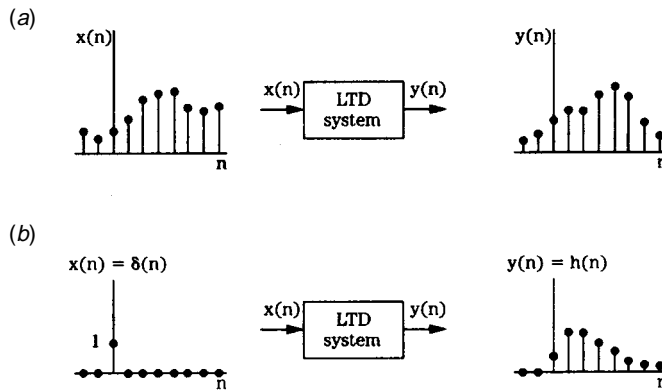 (a)
x(n)
n
x(n)
LTD
system
y(n)
y(n)
(b)
x(n) = δ(n)
1
n
x(n)
LTD
system
y(n)
y(n) = h(n)